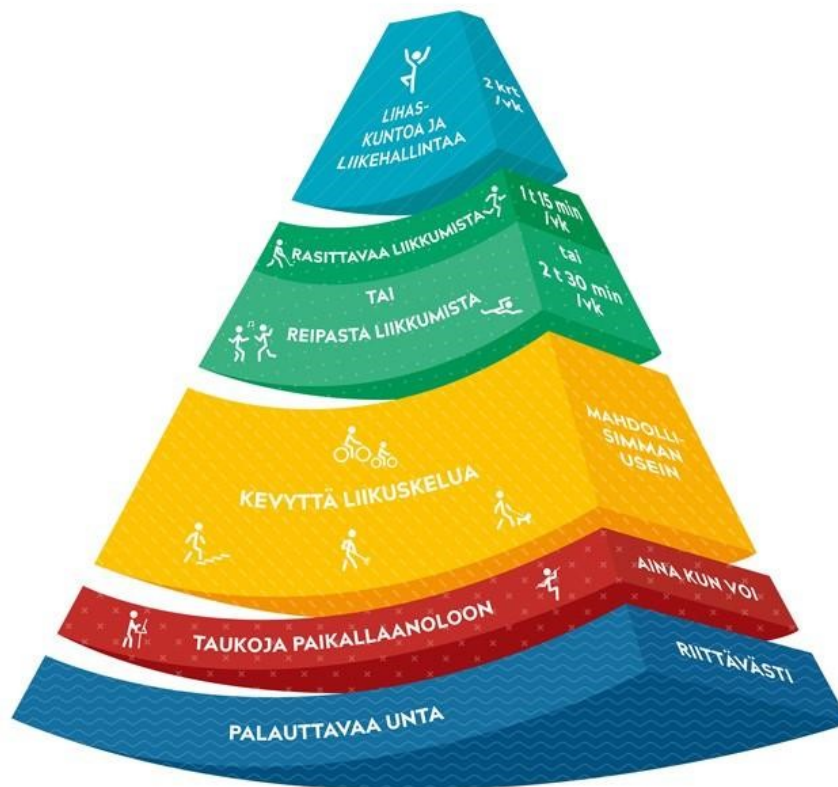 LIHAS-
KUNTOA JA
LIIKEHALLINTAA
2 krt
/vk
RASITTAVAA LIIKKUMISTA
1 t 15 min
/vk
TAI
REIPASTA LIIKKUMISTA
tai
2 t 30 min
/vk
KEVYTTÄ LIIKUSKELUA
MAHDOLLI-
SIMMAN
USEIN
TAUKOJA PAIKALLAANOLOON
AINA KUN VOI
PALAUTTAVAA UNTA
RIITTÄVÄSTI